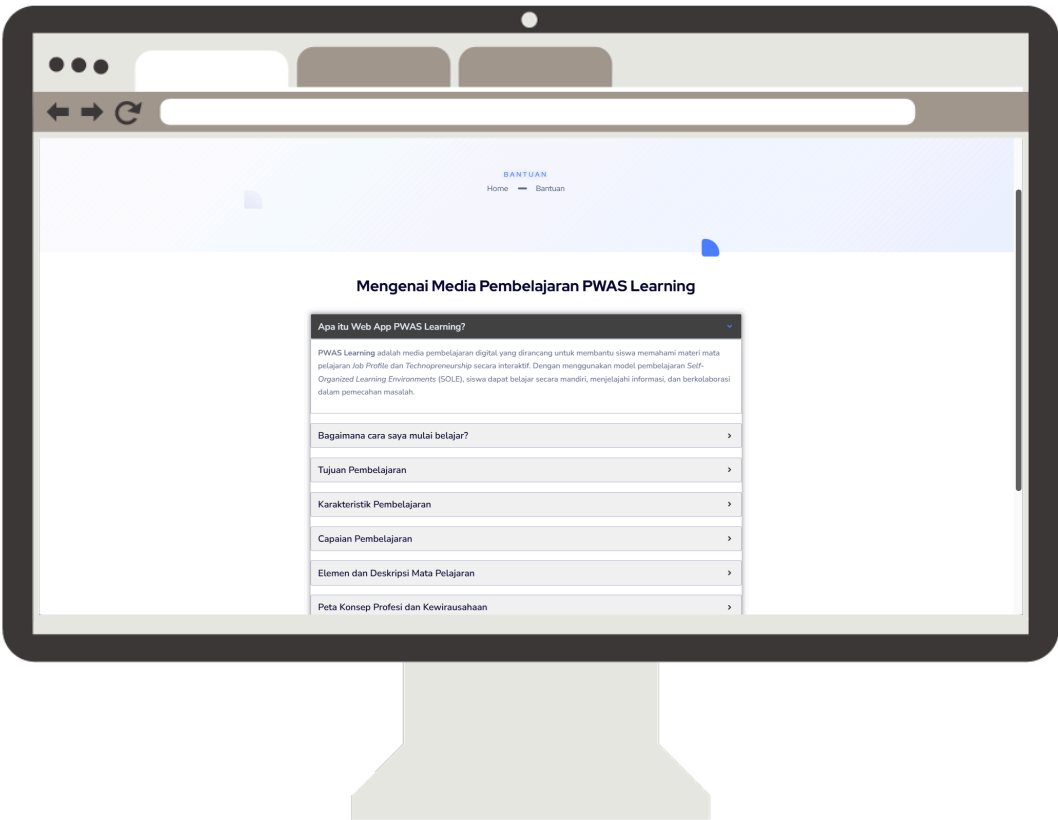 BANTUAN
Home — Bantuan
Mengenai Media Pembelajaran PWAS Learning
Apa itu Web App PWAS Learning?
PWAS Learning adalah media pembelajaran digital yang dirancang untuk membantu siswa memahami materi mata
pelajaran Job Profile dan Technopreneurship secara interaktif. Dengan menggunakan model pembelajaran Self-
Organized Learning Environments (SOLE), siswa dapat belajar secara mandiri, menjelajahi informasi, dan berkolaborasi
dalam pemecahan masalah.
Bagaimana cara saya mulai belajar?
Tujuan Pembelajaran
Karakteristik Pembelajaran
Capaian Pembelajaran
Elemen dan Deskripsi Mata Pelajaran
Peta Konsep Profesi dan Kewirausahaan